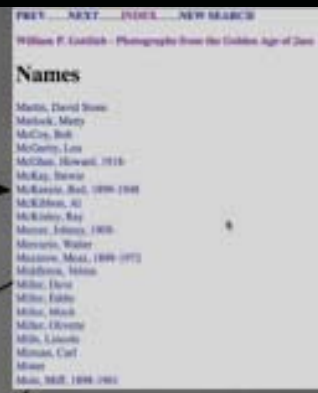 PREV NEXT INDEX NEW SEARCH
William P. Gottlieb - Photographs from the Golden Age of Jazz
Names
Martin, David Stone
Matlock, Matty
McCoy, Bob
McGarity, Lou
McGhee, Howard, 1918-
McKay, Stewie
McKenzie, Red, 1899-1948
McKibbon, Al
McKinley, Ray
Mercer, Johnny, 1909-
Mercurio, Walter
Mezzrow, Mezz, 1899-1972
Middleton, Velma
Miller, Dave
Miller, Eddie
Miller, Mitch
Miller, Olivette
Mills, Lincoln
Mole, Miff, 1898-1961